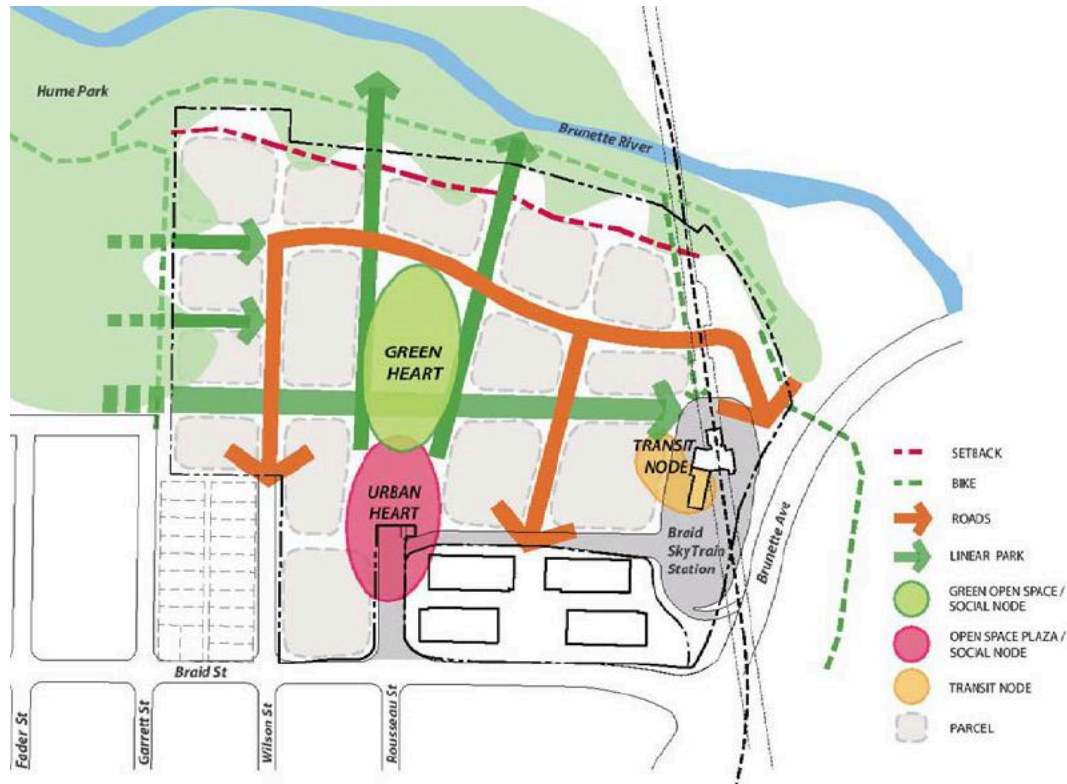 Hume Park
Brunette River
GREEN
HEART
TRANSIT
NODE
URBAN
HEART
Braid
SkyTrain
Station
Brunette Ave
Braid St
Fader St
Garrett St
Wilson St
Rousseau St
SETBACK
BIKE
ROADS
LINEAR PARK
GREEN OPEN SPACE /
SOCIAL NODE
OPEN SPACE PLAZA /
SOCIAL NODE
TRANSIT NODE
PARCEL